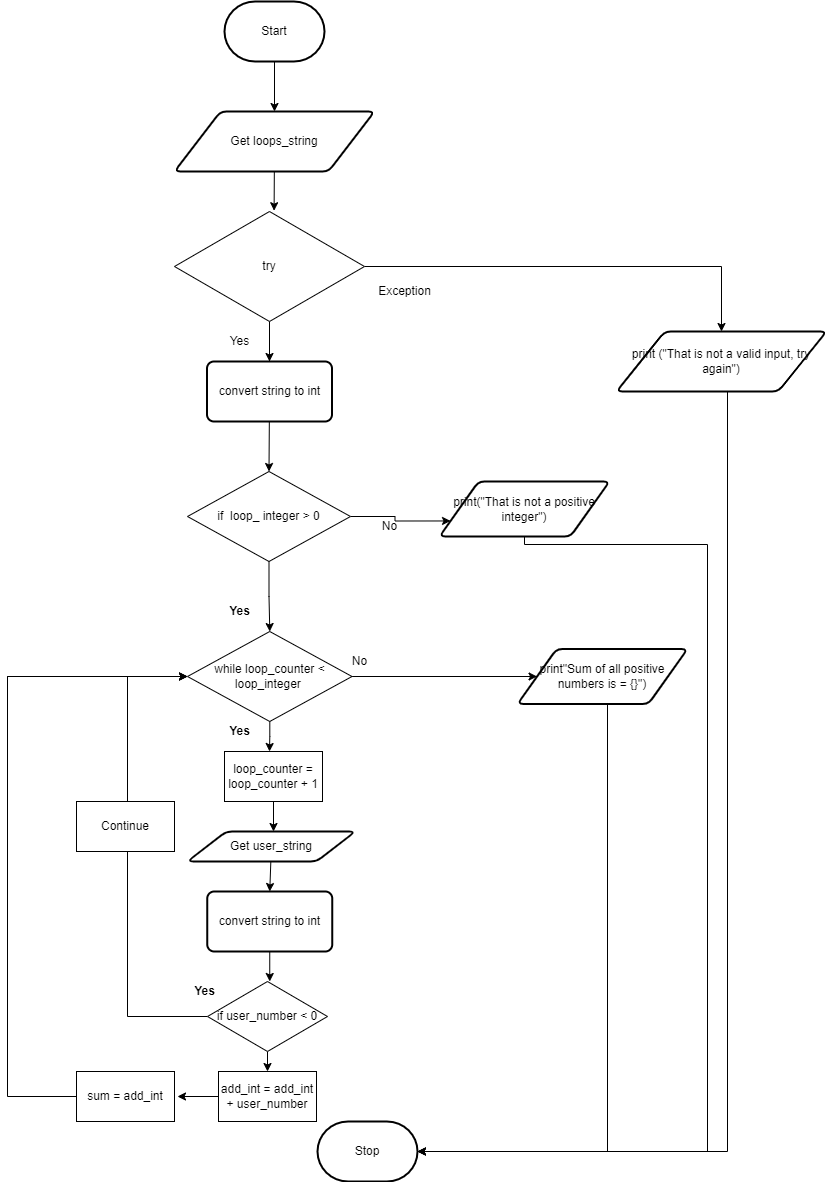 Start
Get loops_string
try
Exception
Yes
print ("That is not a valid input, try
again")
convert string to int
if  loop_ integer > 0
No
print("That is not a positive
integer")
Yes
while loop_counter <
loop_integer
No
print"Sum of all positive
numbers is = {}")
Yes
loop_counter =
loop_counter + 1
Continue
Get user_string
convert string to int
Yes
if user_number < 0
sum = add_int
add_int = add_int
+ user_number
Stop